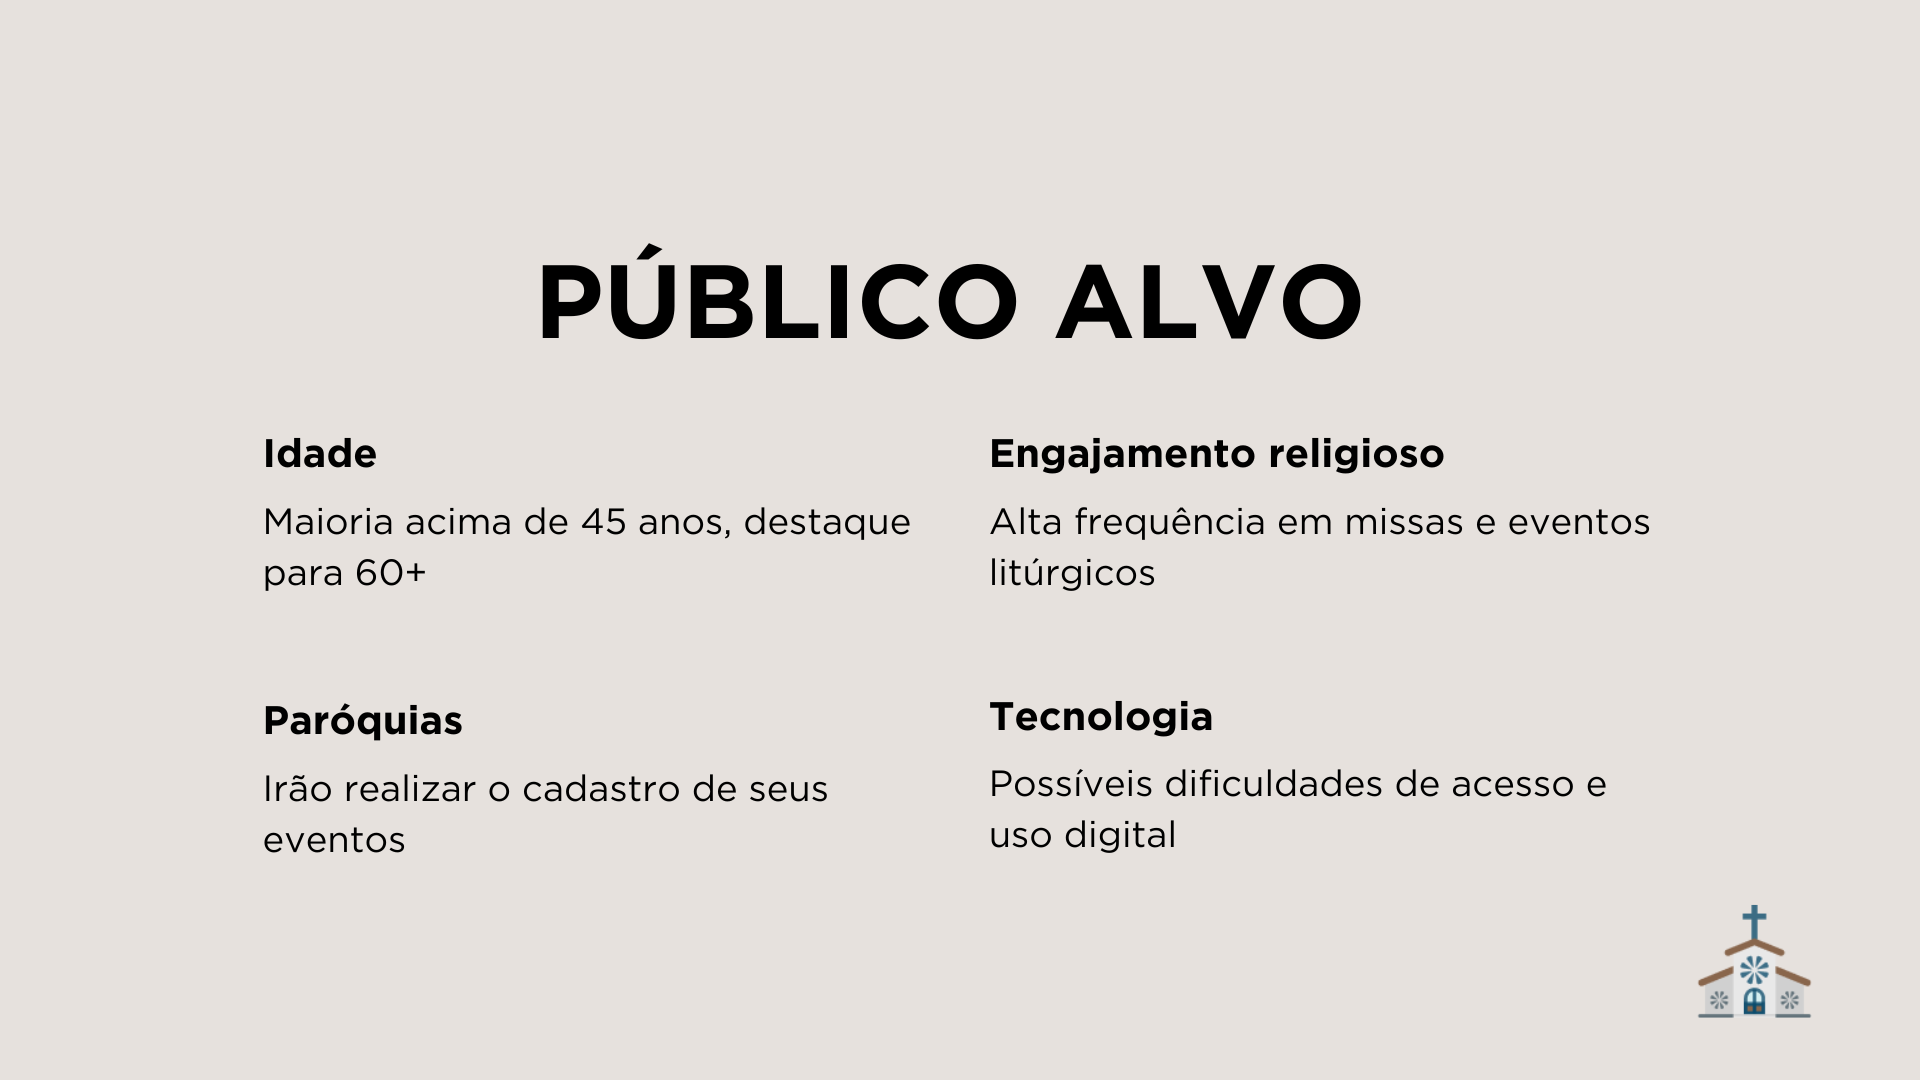 PÚBLICO ALVO
Idade
Maioria acima de 45 anos, destaque
para 60+
Engajamento religioso
Alta frequência em missas e eventos
litúrgicos
Paróquias
Irão realizar o cadastro de seus
eventos
Tecnologia
Possíveis dificuldades de acesso e
uso digital